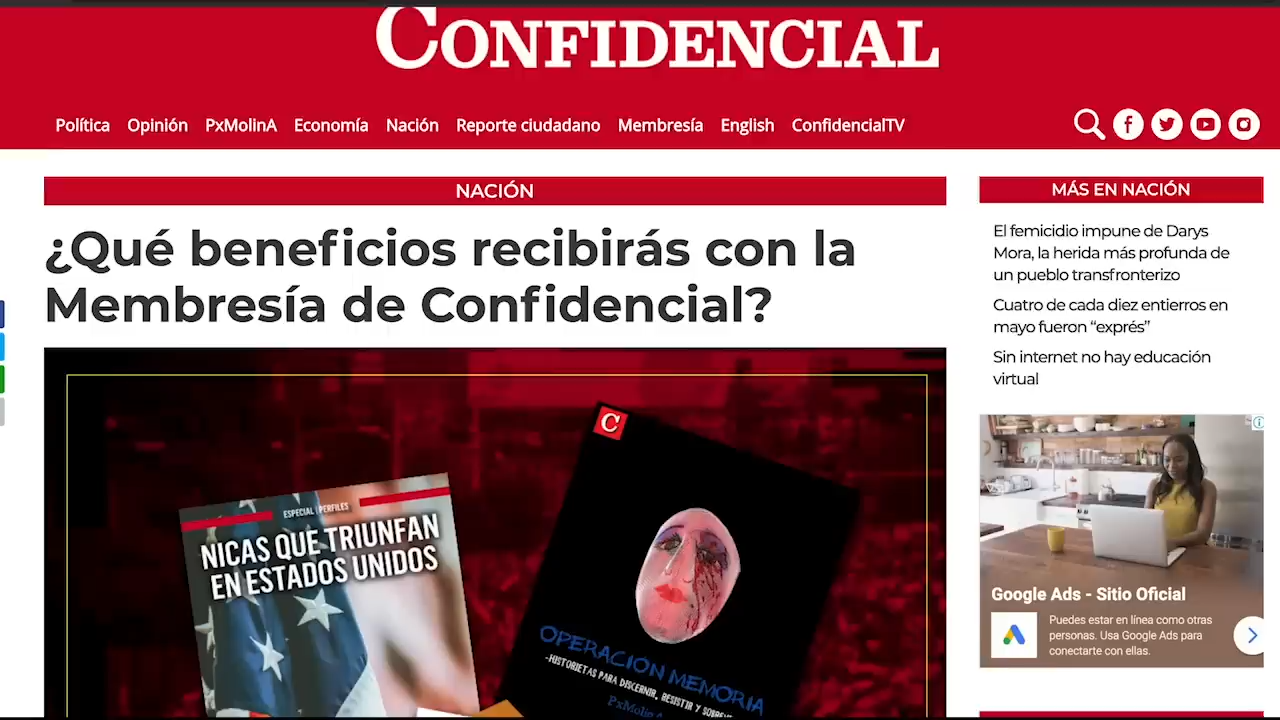 CONFIDENCIAL
Política Opinión PxMolinA Economía Nación Reporte ciudadano Membresía English ConfidencialTV
NACIÓN
¿Qué beneficios recibirás con la
Membresía de Confidencial?
C
ESPECIAL | PERFILES
NICAS QUE TRIUNFAN
EN ESTADOS UNIDOS
OPERACIÓN MEMORIA
-HISTORIETAS PARA DISCERNIR, RESISTIR Y
MÁS EN NACIÓN
El femicidio impune de Darys
Mora, la herida más profunda de
un pueblo transfronterizo
Cuatro de cada diez entierros en
mayo fueron “exprés”
Sin internet no hay educación
virtual
Google Ads - Sitio Oficial
Puedes estar en línea como otras
personas. Usa Google Ads para
conectarte con ellas.